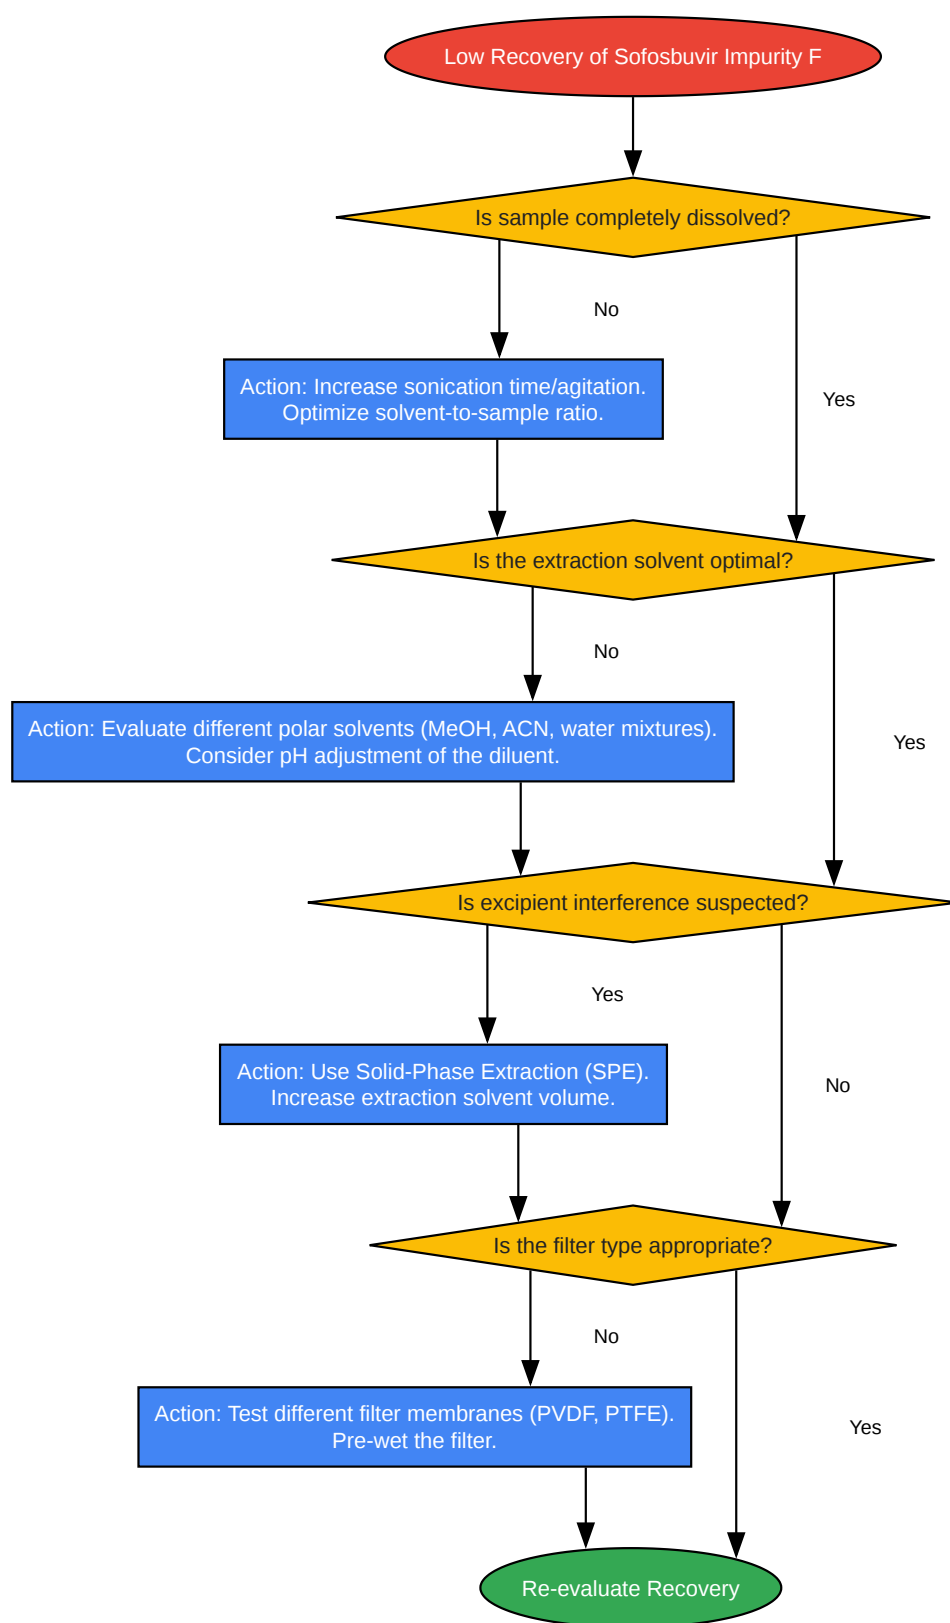 Low Recovery of Sofosbuvir Impurity F
Is sample completely dissolved?
No
Action: Increase sonication time/agitation.
Optimize solvent-to-sample ratio.
Yes
Is the extraction solvent optimal?
No
Action: Evaluate different polar solvents (MeOH, ACN, water mixtures).
Consider pH adjustment of the diluent.
Yes
Is excipient interference suspected?
Yes
Action: Use Solid-Phase Extraction (SPE).
Increase extraction solvent volume.
No
Is the filter type appropriate?
No
Action: Test different filter membranes (PVDF, PTFE).
Pre-wet the filter.
Yes
Re-evaluate Recovery